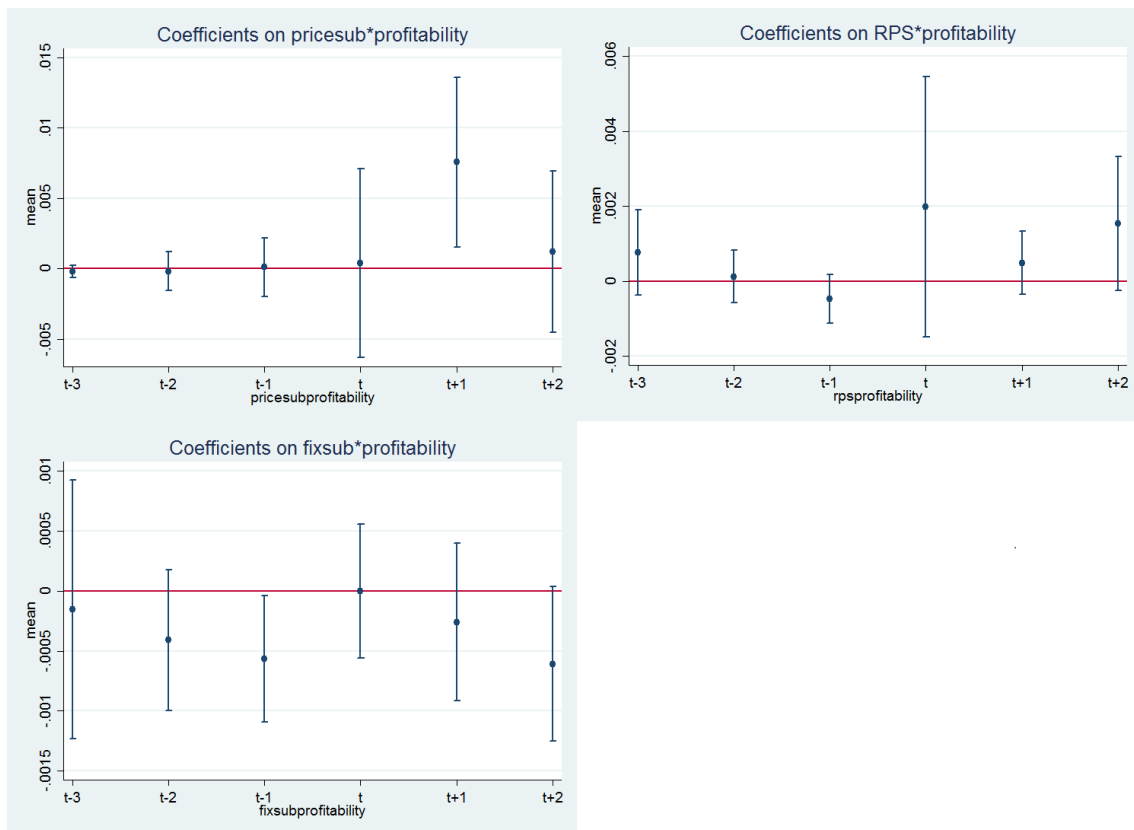 Coefficients on pricesub*profitability
mean
.015
.01
.005
0
-.005
t-3 t-2 t-1 t t+1 t+2
pricesubprofitability
Coefficients on RPS*profitability
mean
.006
.004
.002
0
-.002
t-3 t-2 t-1 t t+1 t+2
rpsprofitability
Coefficients on fixsub*profitability
mean
.001
.0005
0
-.0005
-.001
-.0015
t-3 t-2 t-1 t t+1 t+2
fixsubprofitability